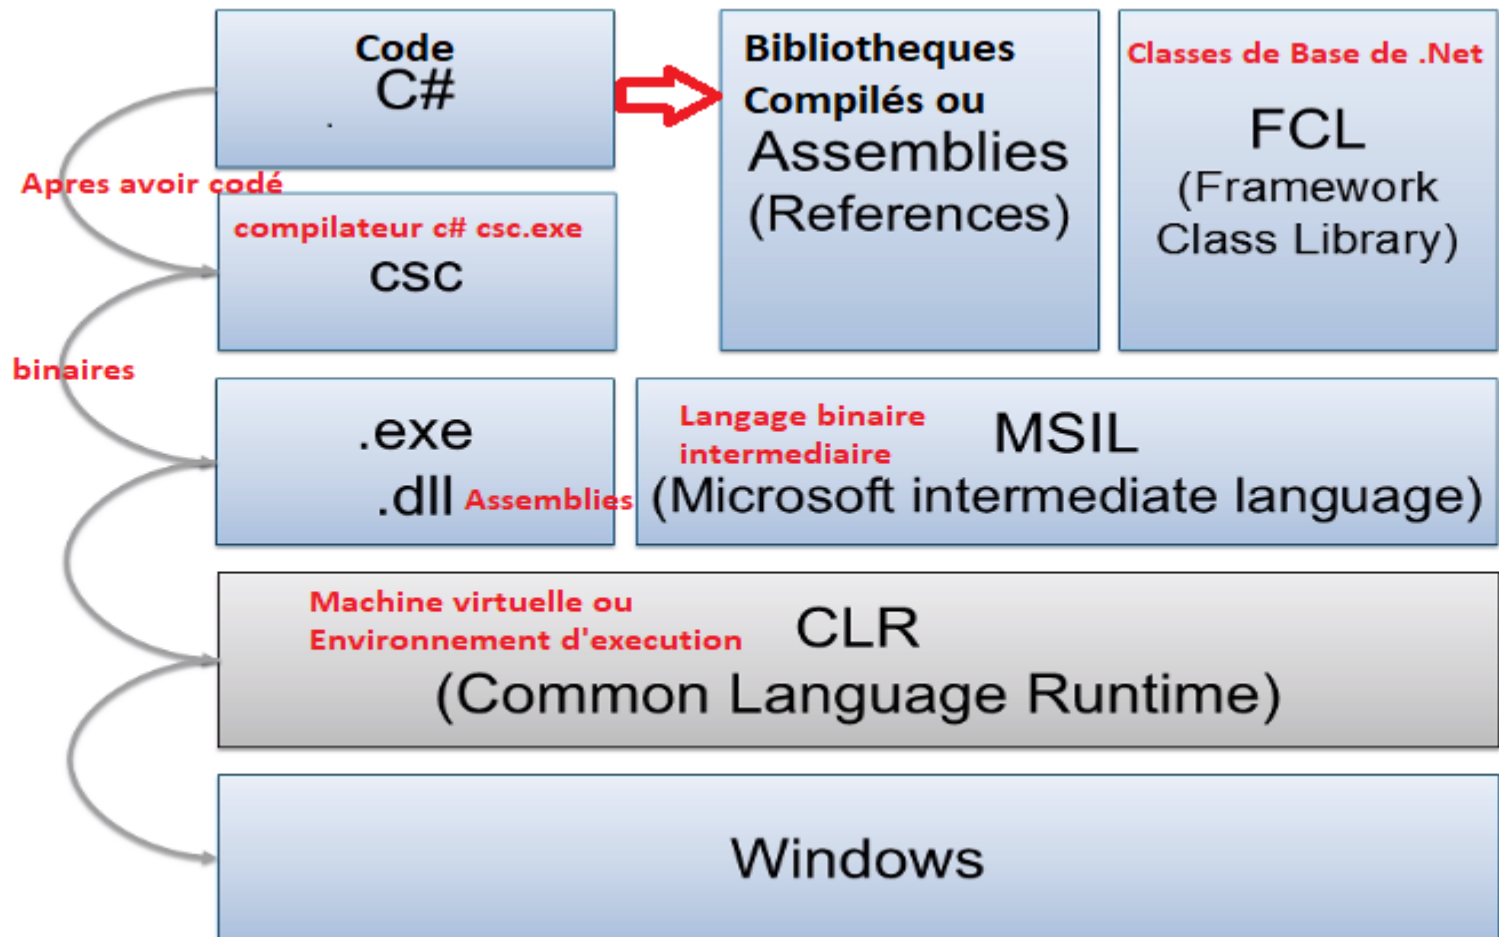 Code
C#
.
Bibliotheques
Compilés ou
Assemblies
(References)
Classes de Base de .Net
FCL
(Framework
Class Library)
Apres avoir codé
compilateur c# csc.exe
csc
binaires
.exe
.dll Assemblies
Langage binaire
intermediaire
MSIL
(Microsoft intermediate language)
Machine virtuelle ou
Environnement d'execution
CLR
(Common Language Runtime)
Windows